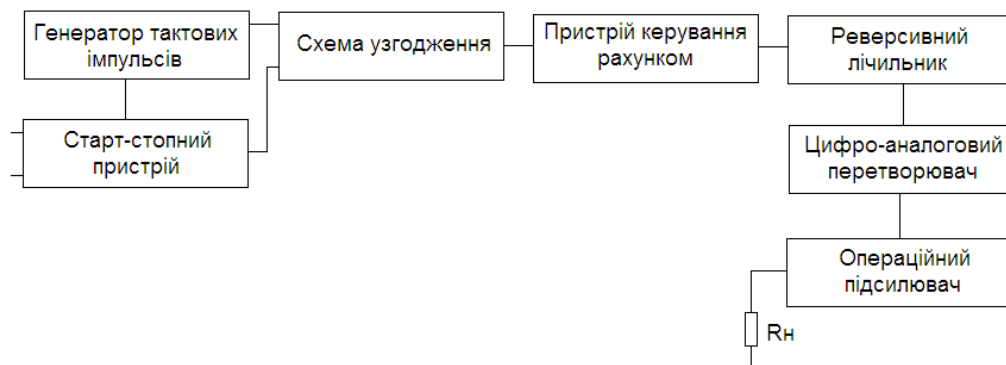 Генератор тактових
імпульсів
Схема узгодження
Пристрій керування
рахунком
Реверсивний
лічильник
Старт-стопний
пристрій
Цифро-аналоговий
перетворювач
Операційний
підсилювач
Rн